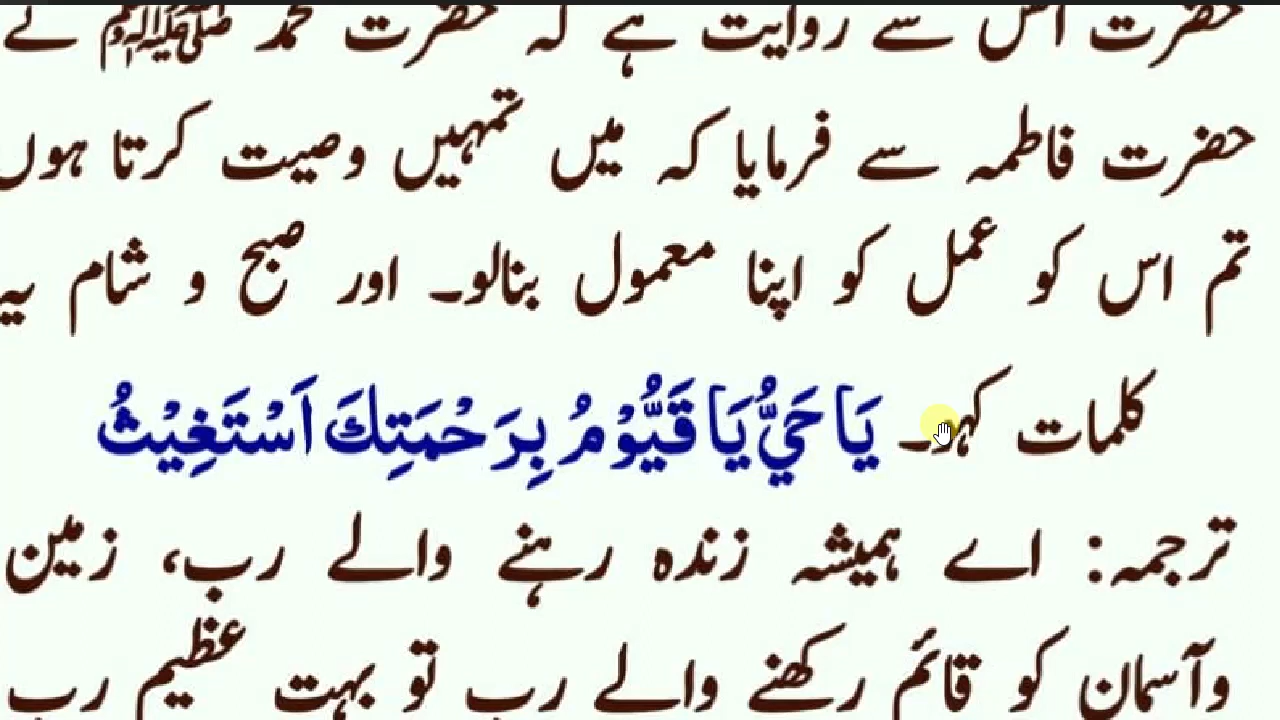 حضرت انس سے روایت ہے کہ حضرت محمد ﷺ نے
حضرت فاطمہ سے فرمایا کہ میں تمہیں وصیت کرتا ہوں
تم اس کو عمل کو اپنا معمول بنالو۔ اور صبح و شام یہ
کلمات کہو۔ يَا حَيُّ يَا قَيُّوْمُ بِرَحْمَتِكَ اَسْتَغِيْثُ
ترجمہ: اے ہمیشہ زندہ رہنے والے رب، زمین
وآسمان کو قائم رکھنے والے رب تو بہت عظیم رب